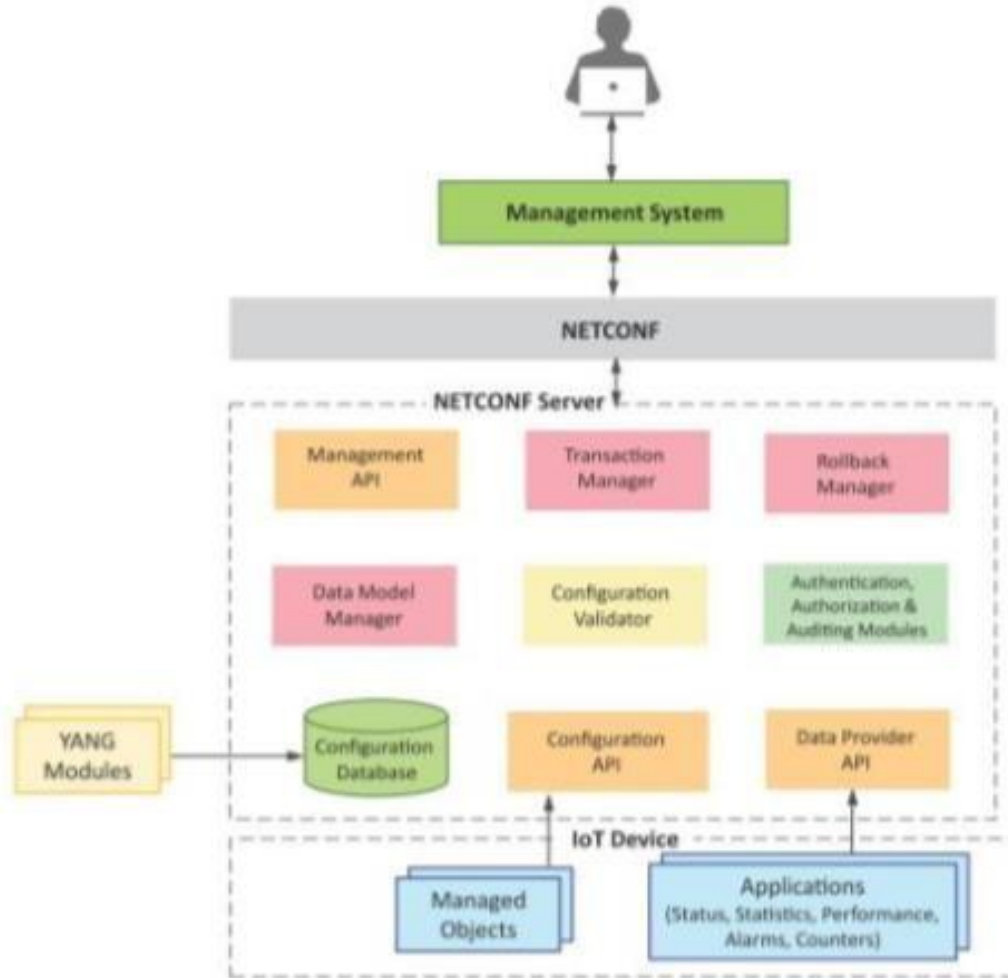 Management System
NETCONF
NETCONF Server
Management
API
Transaction
Manager
Rollback
Manager
Data Model
Manager
Configuration
Validator
Authentication,
Authorization &
Auditing Modules
YANG
Modules
Configuration
Database
Configuration
API
Data Provider
API
IoT Device
Managed
Objects
Applications
(Status, Statistics, Performance,
Alarms, Counters)